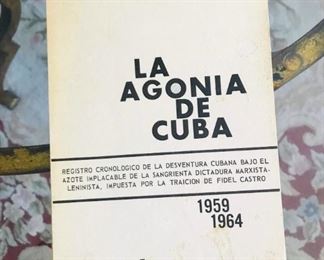 LA
AGONIA
DE
CUBA
REGISTRO CRONOLOGICO DE LA DESVENTURA CUBANA BAJO EL
AZOTE IMPLACABLE DE LA SANGRIENTA DICTADURA MARXISTA-
LENINISTA, IMPUESTA POR LA TRAICION DE FIDEL CASTRO
1959
1964